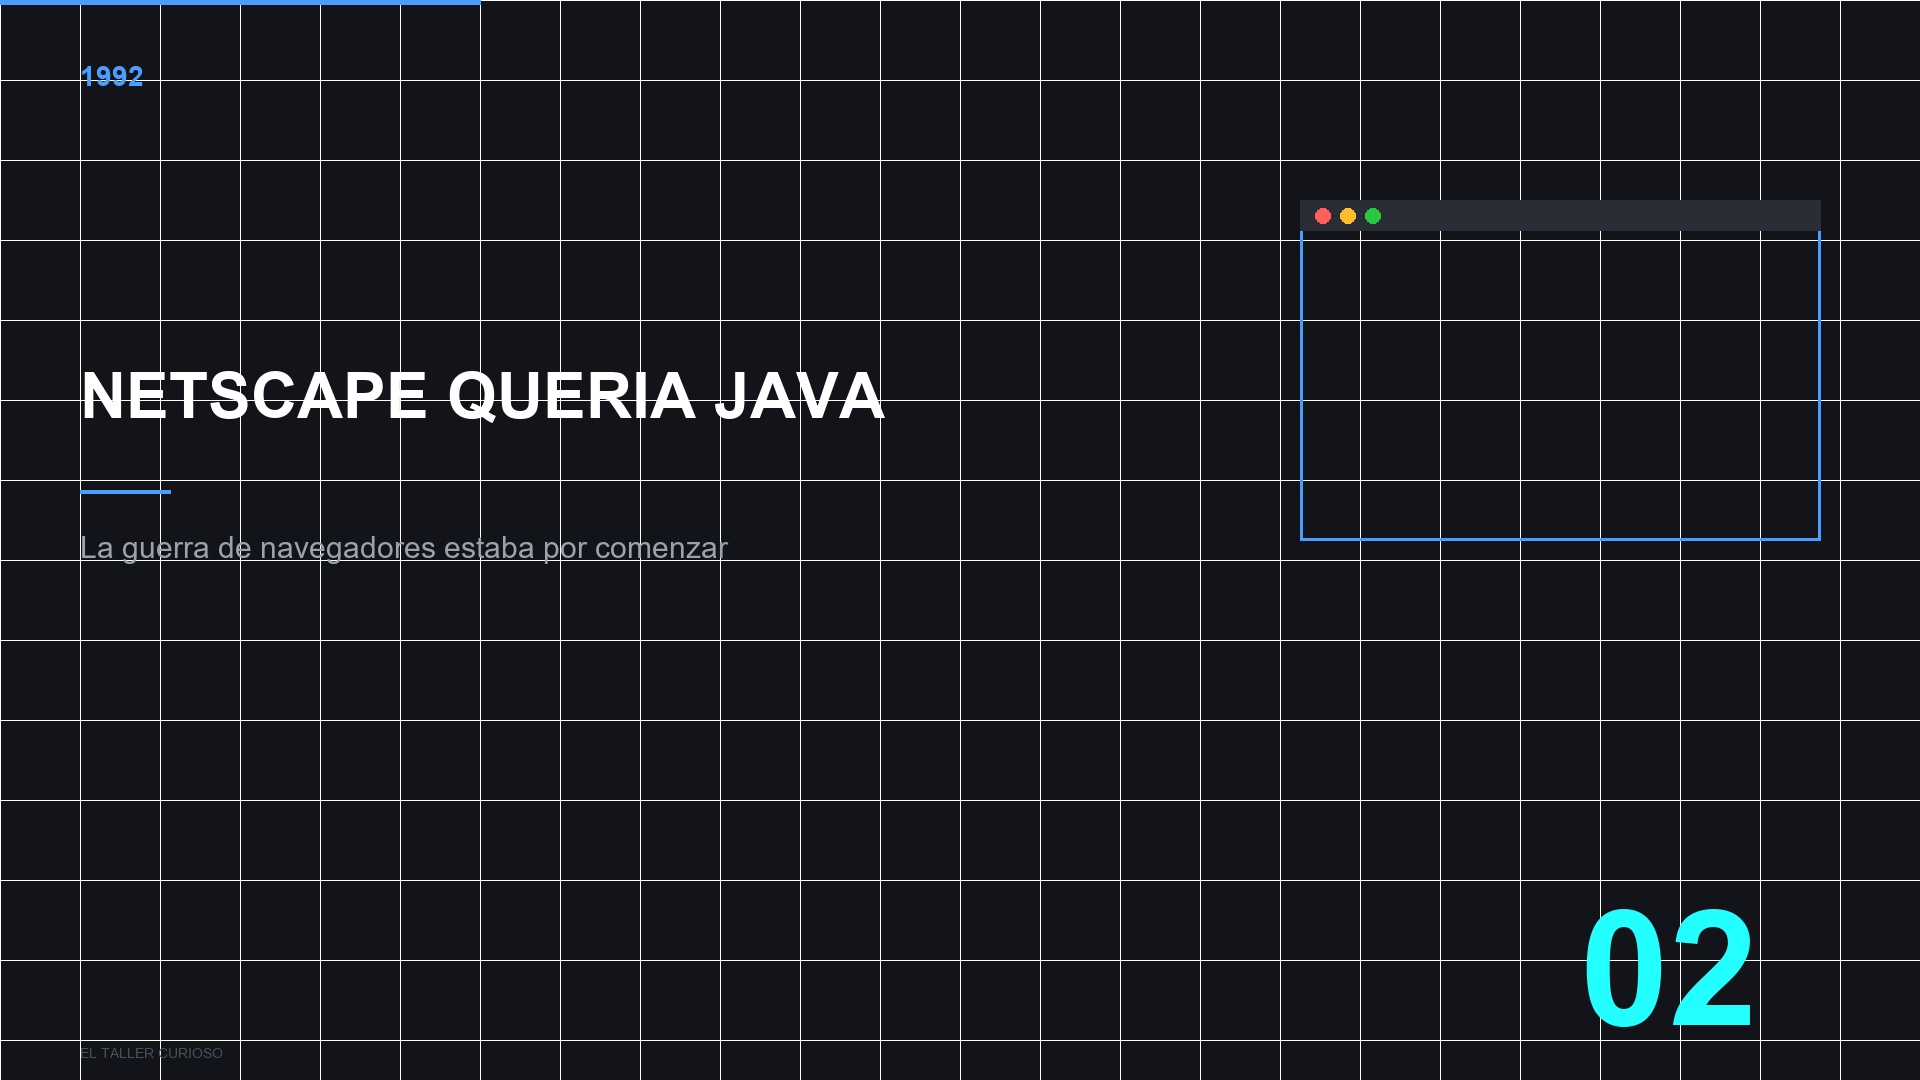 1992
NETSCAPE QUERIA JAVA
La guerra de navegadores estaba por comenzar
02
EL TALLER CURIOSO